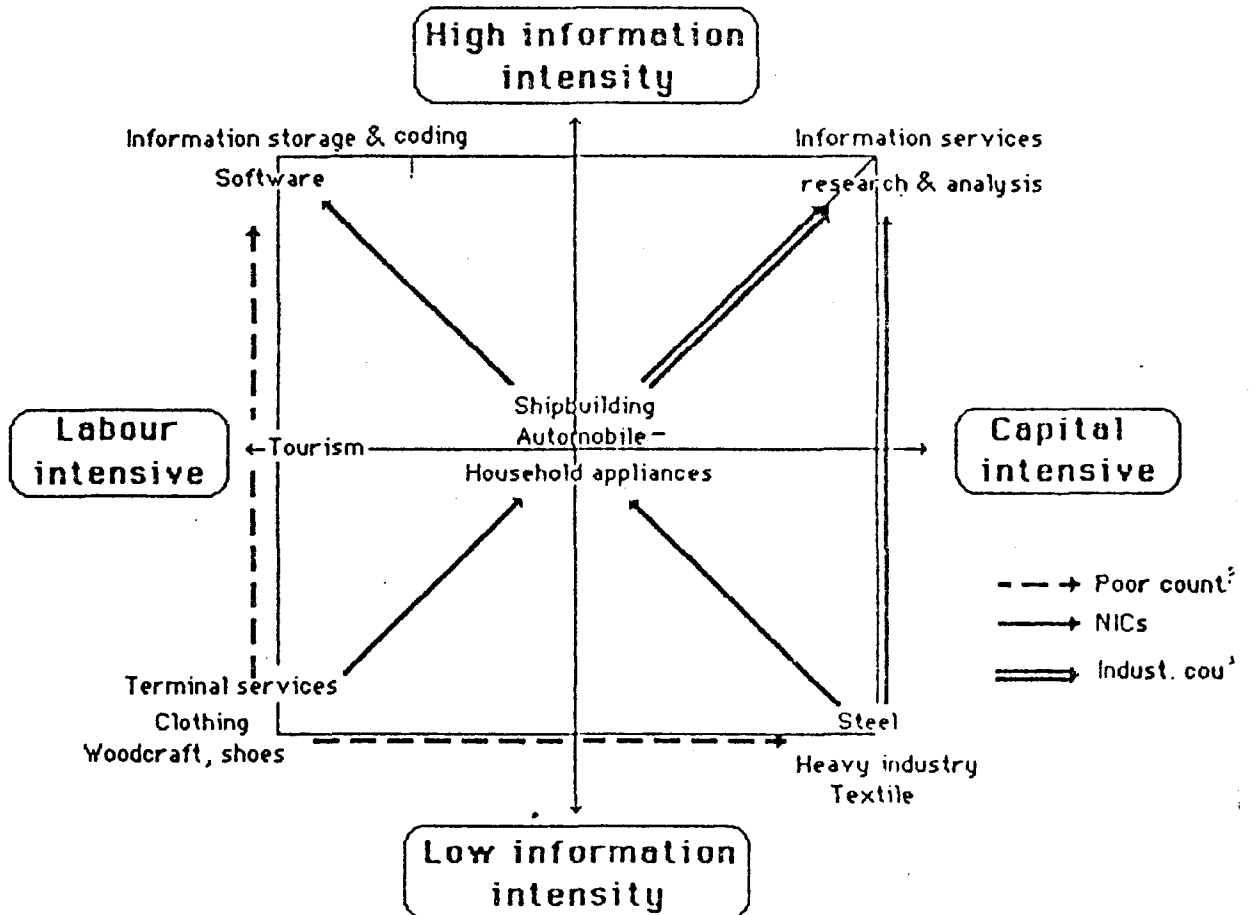 High information
intensity
Information storage & coding
Software
Information services
research & analysis
Shipbuilding
Automobile-
Household appliances
Labour
intensive
Tourism
Capital
intensive
Poor count
NICs
Indust. cou
Terminal services
Clothing
Woodcraft, shoes
Steel
Heavy industry
Textile
Low information
intensity